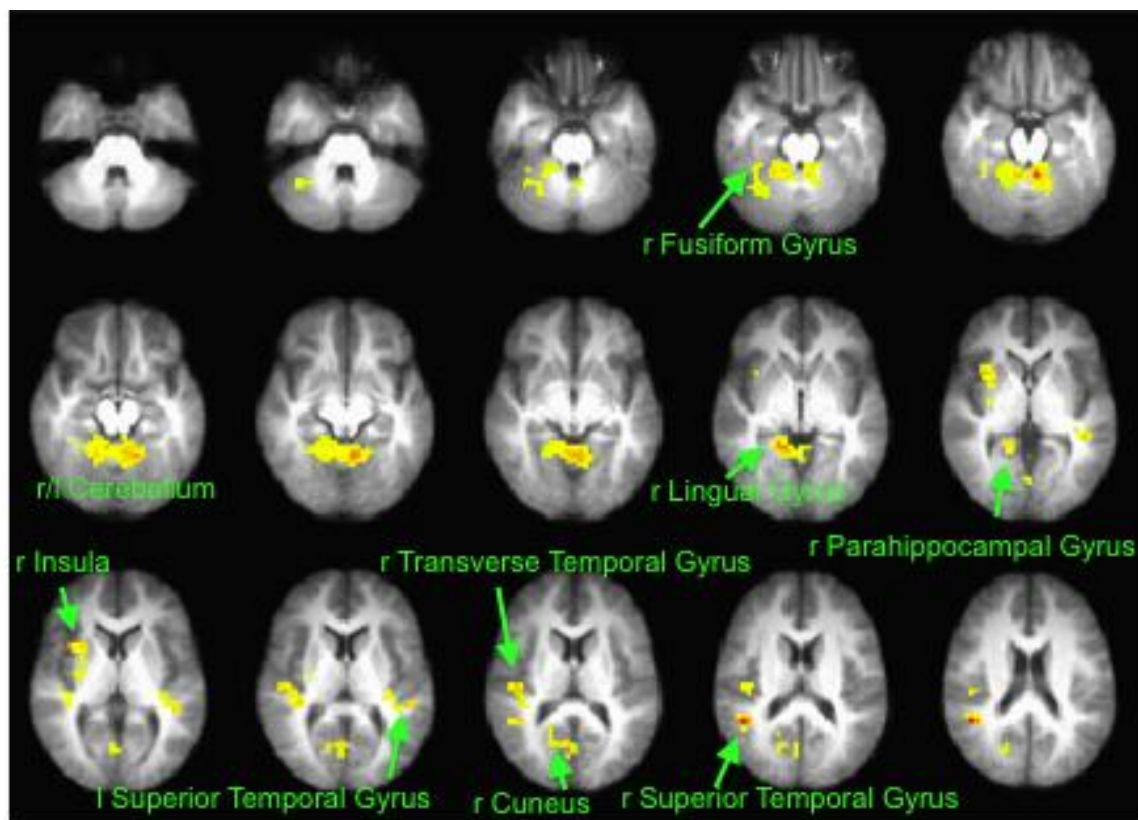 r Fusiform Gyrus
r/l Cerebellum
r Lingual Gyrus
r Parahippocampal Gyrus
r Insula
r Transverse Temporal Gyrus
l Superior Temporal Gyrus
r Cuneus
r Superior Temporal Gyrus